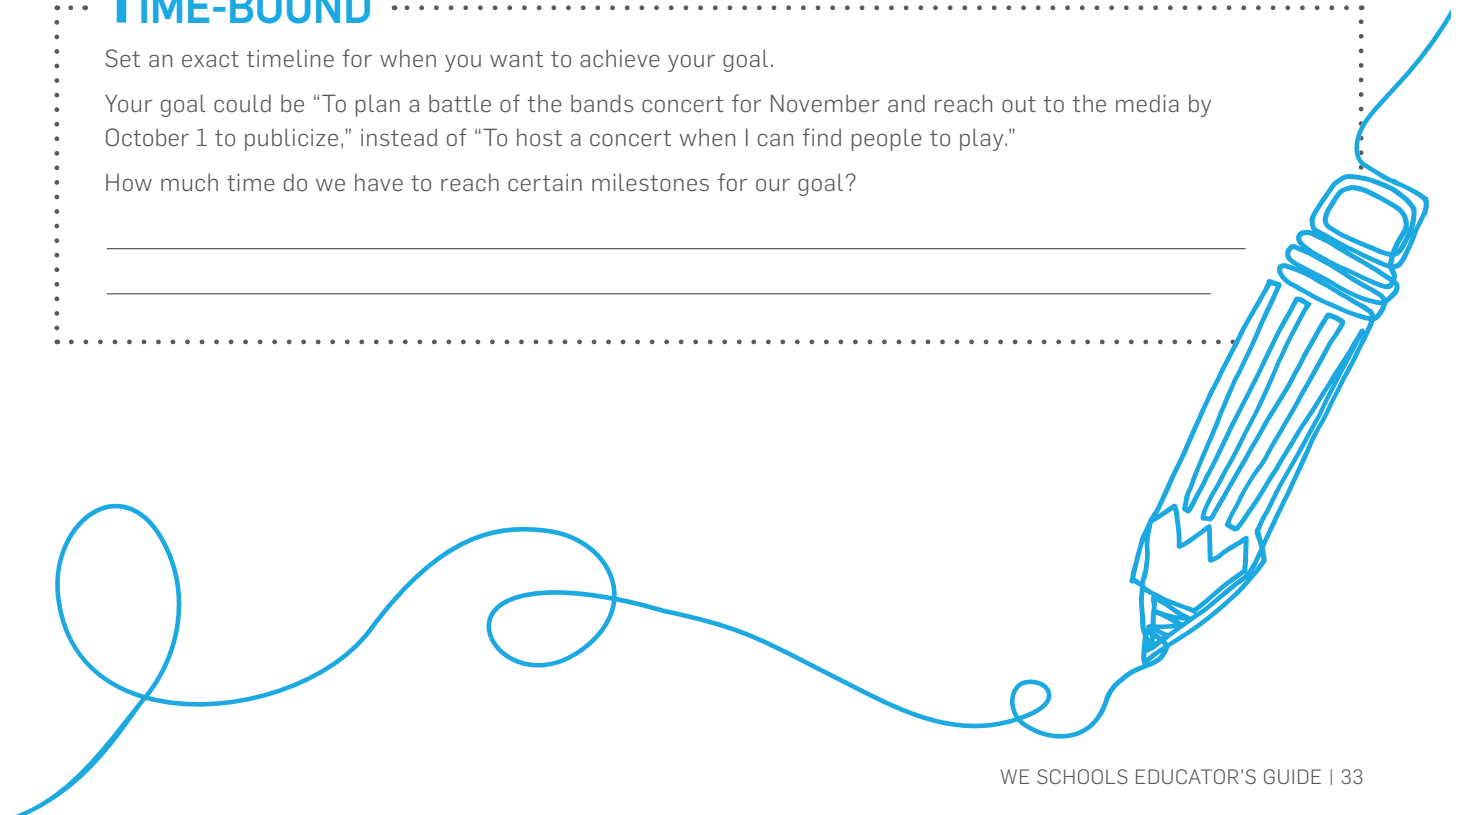 TIME-BOUND
Set an exact timeline for when you want to achieve your goal.
Your goal could be “To plan a battle of the bands concert for November and reach out to the media by
October 1 to publicize,” instead of “To host a concert when I can find people to play.”
How much time do we have to reach certain milestones for our goal?
WE SCHOOLS EDUCATOR'S GUIDE | 33